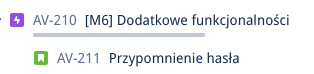 AV-210 [M6] Dodatkowe funkcjonalności
AV-211 Przypomnienie hasła